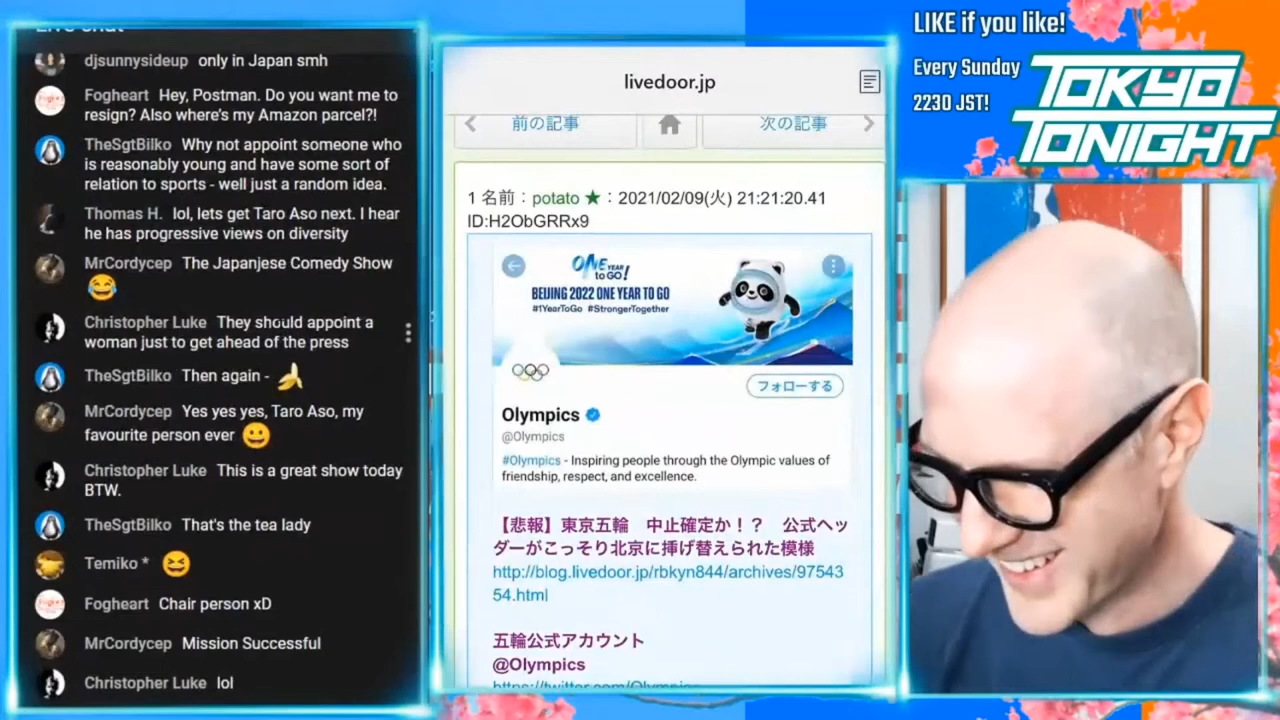 Live chat
djsunnysideup only in Japan smh
Fogheart Hey, Postman. Do you want me to
resign? Also where's my Amazon parcel?!
TheSgtBilko Why not appoint someone who
is reasonably young and have some sort of
relation to sports - well just a random idea.
Thomas H. lol, lets get Taro Aso next. I hear
he has progressive views on diversity
MrCordycep The Japanjese Comedy Show
😂
Christopher Luke They should appoint a
woman just to get ahead of the press
TheSgtBilko Then again - 🍌
MrCordycep Yes yes yes, Taro Aso, my
favourite person ever 😀
Christopher Luke This is a great show today
BTW.
TheSgtBilko That's the tea lady
Temiko * 😆
Fogheart Chair person xD
MrCordycep Mission Successful
Christopher Luke lol
livedoor.jp
前の記事
次の記事
1 名前：potato ★：2021/02/09(火) 21:21:20.41
ID:H2ObGRRx9
ONE YEAR
to GO!
BEIJING 2022 ONE YEAR TO GO
#1YearToGo #StrongerTogether
フォローする
Olympics
@Olympics
#Olympics - Inspiring people through the Olympic values of
friendship, respect, and excellence.
【悲報】東京五輪　中止確定か！？　公式ヘッ
ダーがこっそり北京に挿げ替えられた模様
http://blog.livedoor.jp/rbkyn844/archives/97543
54.html
五輪公式アカウント
@Olympics
https://twitter.com/Olympics
LIKE if you like!
Every Sunday
2230 JST!
TOKYO
TONIGHT